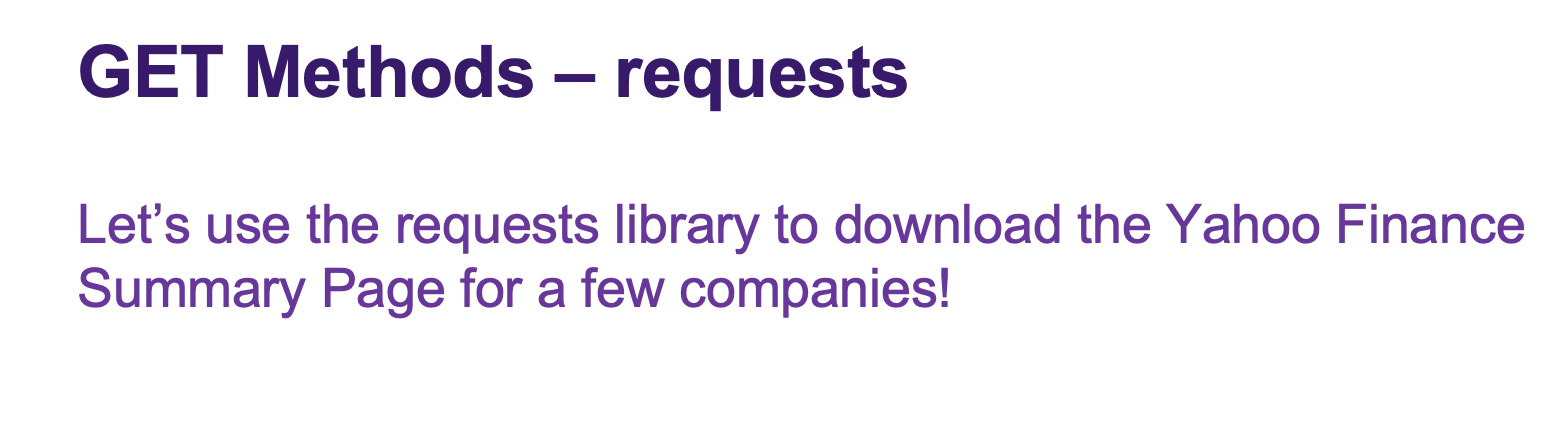 GET Methods – requests
Let’s use the requests library to download the Yahoo Finance
Summary Page for a few companies!